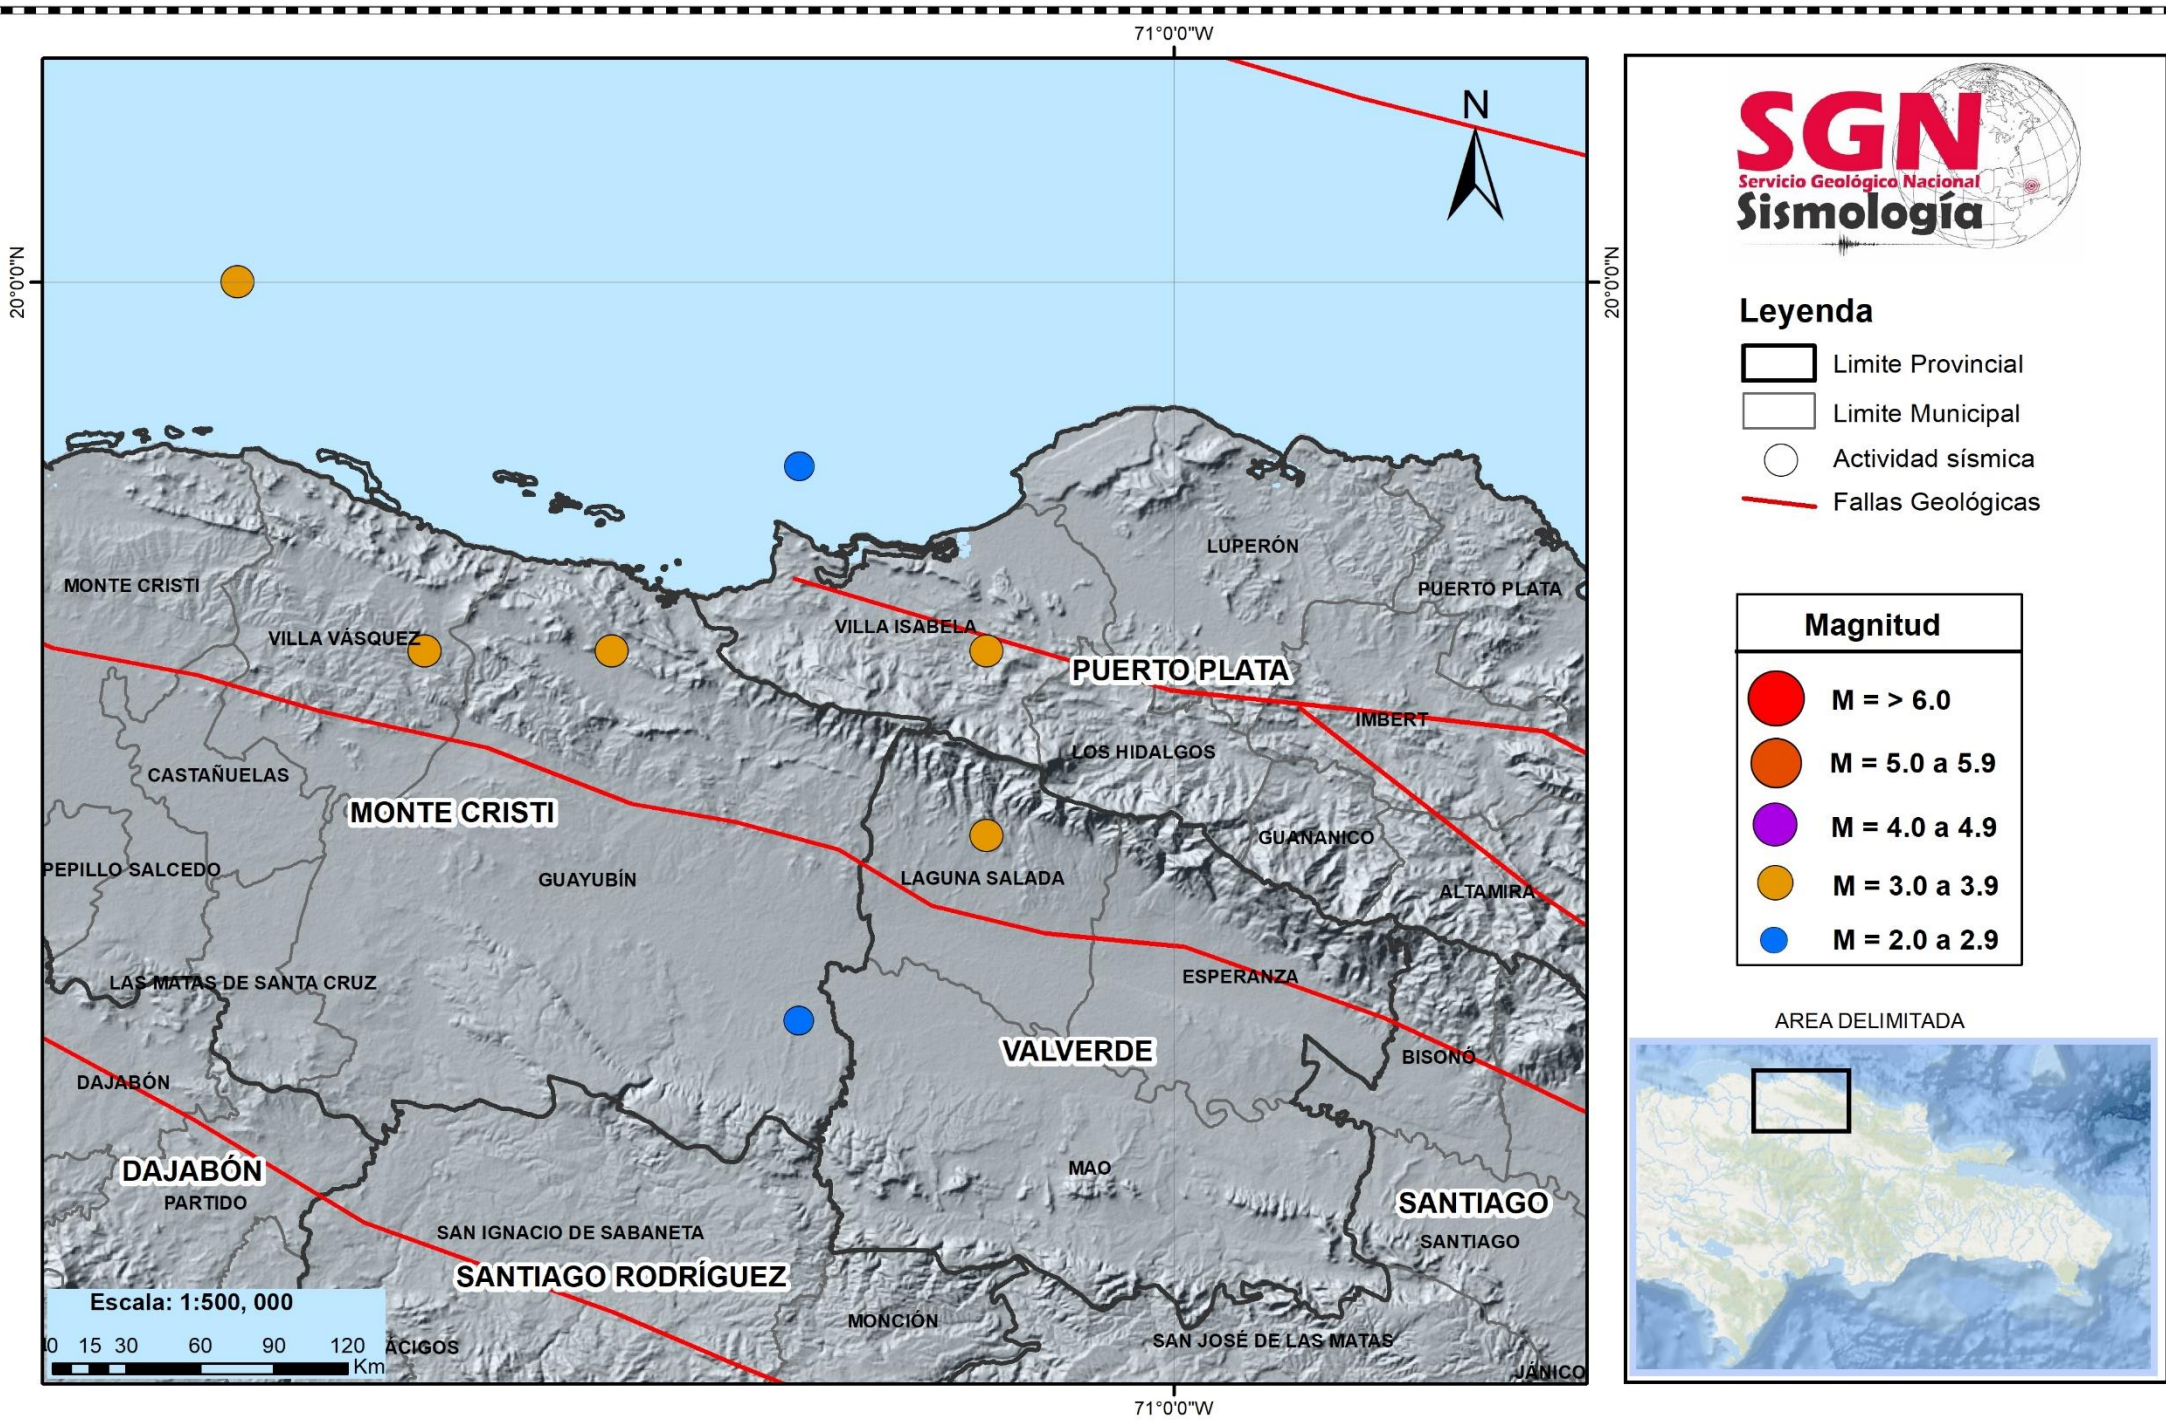 71°0'0"W
20°0'0"N
20°0'0"N
N
MONTE CRISTI
VILLA VÁSQUEZ
VILLA ISABELA
LUPERÓN
PUERTO PLATA
PUERTO PLATA
IMBERT
LOS HIDALGOS
CASTAÑUELAS
MONTE CRISTI
GUANANICO
PEPILLO SALCEDO
GUAYUBÍN
LAGUNA SALADA
ALTAMIRA
LAS MATAS DE SANTA CRUZ
ESPERANZA
VALVERDE
BISONÓ
DAJABÓN
DAJABÓN
PARTIDO
MAO
SANTIAGO
SANTIAGO
SAN IGNACIO DE SABANETA
SANTIAGO RODRÍGUEZ
MONCIÓN
SAN JOSÉ DE LAS MATAS
JÁNICO
ÁCIGOS
Escala: 1:500, 000
0 15 30 60 90 120
Km
71°0'0"W
SGN
Servicio Geológico Nacional
Sismología
Leyenda
Limite Provincial
Limite Municipal
Actividad sísmica
Fallas Geológicas
Magnitud
M = > 6.0
M = 5.0 a 5.9
M = 4.0 a 4.9
M = 3.0 a 3.9
M = 2.0 a 2.9
AREA DELIMITADA